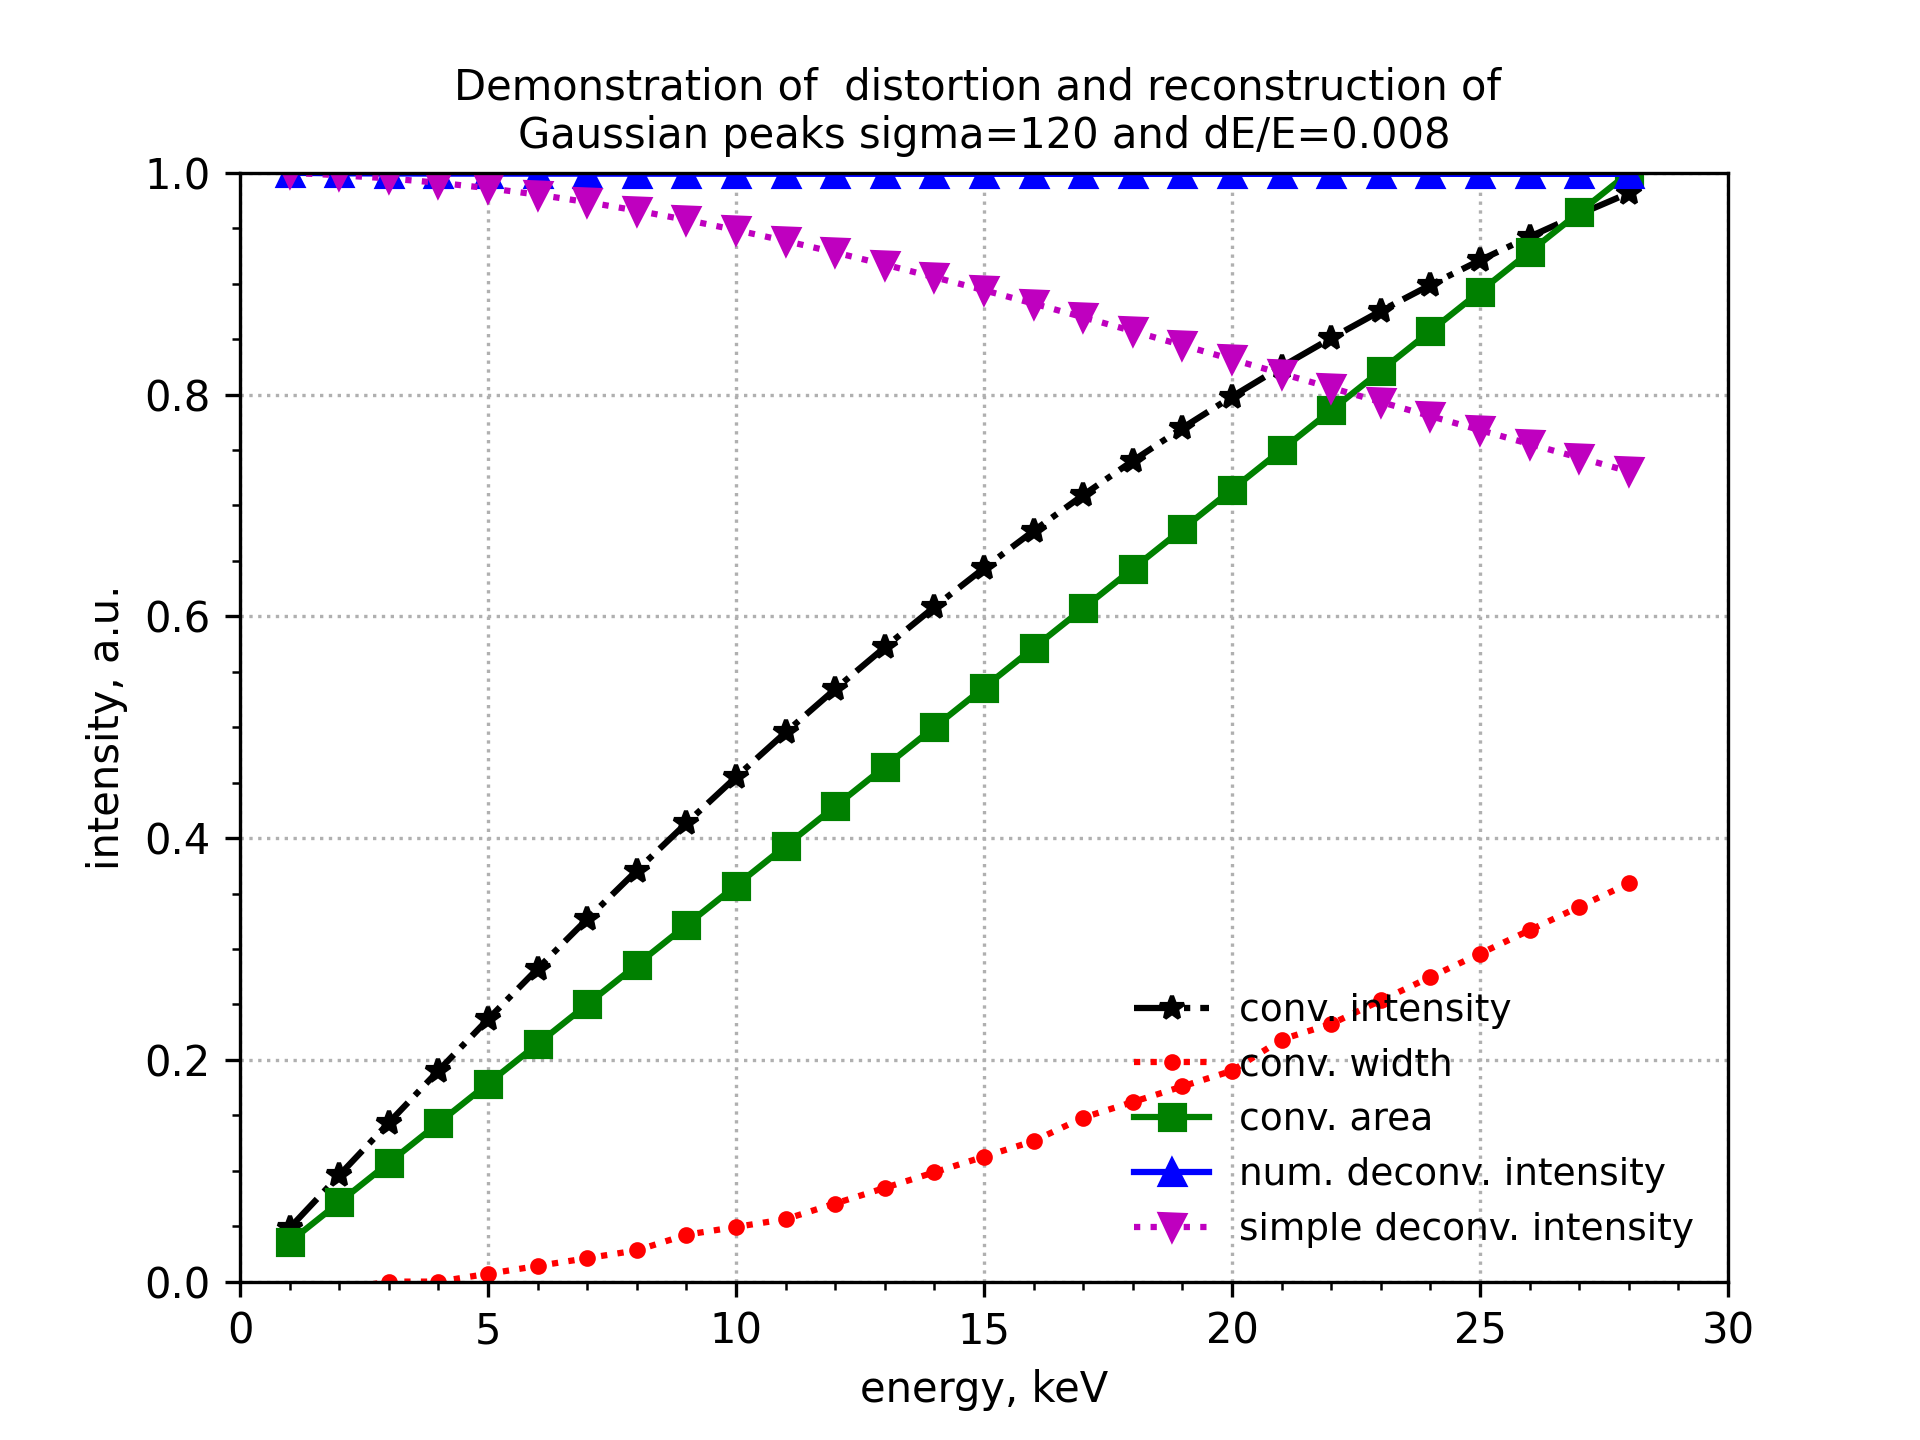 Demonstration of  distortion and reconstruction of
Gaussian peaks sigma=120 and dE/E=0.008
1.0
0.8
0.6
0.4
0.2
0.0
intensity, a.u.
conv. intensity
conv. width
conv. area
num. deconv. intensity
simple deconv. intensity
0 5 10 15 20 25 30
energy, keV